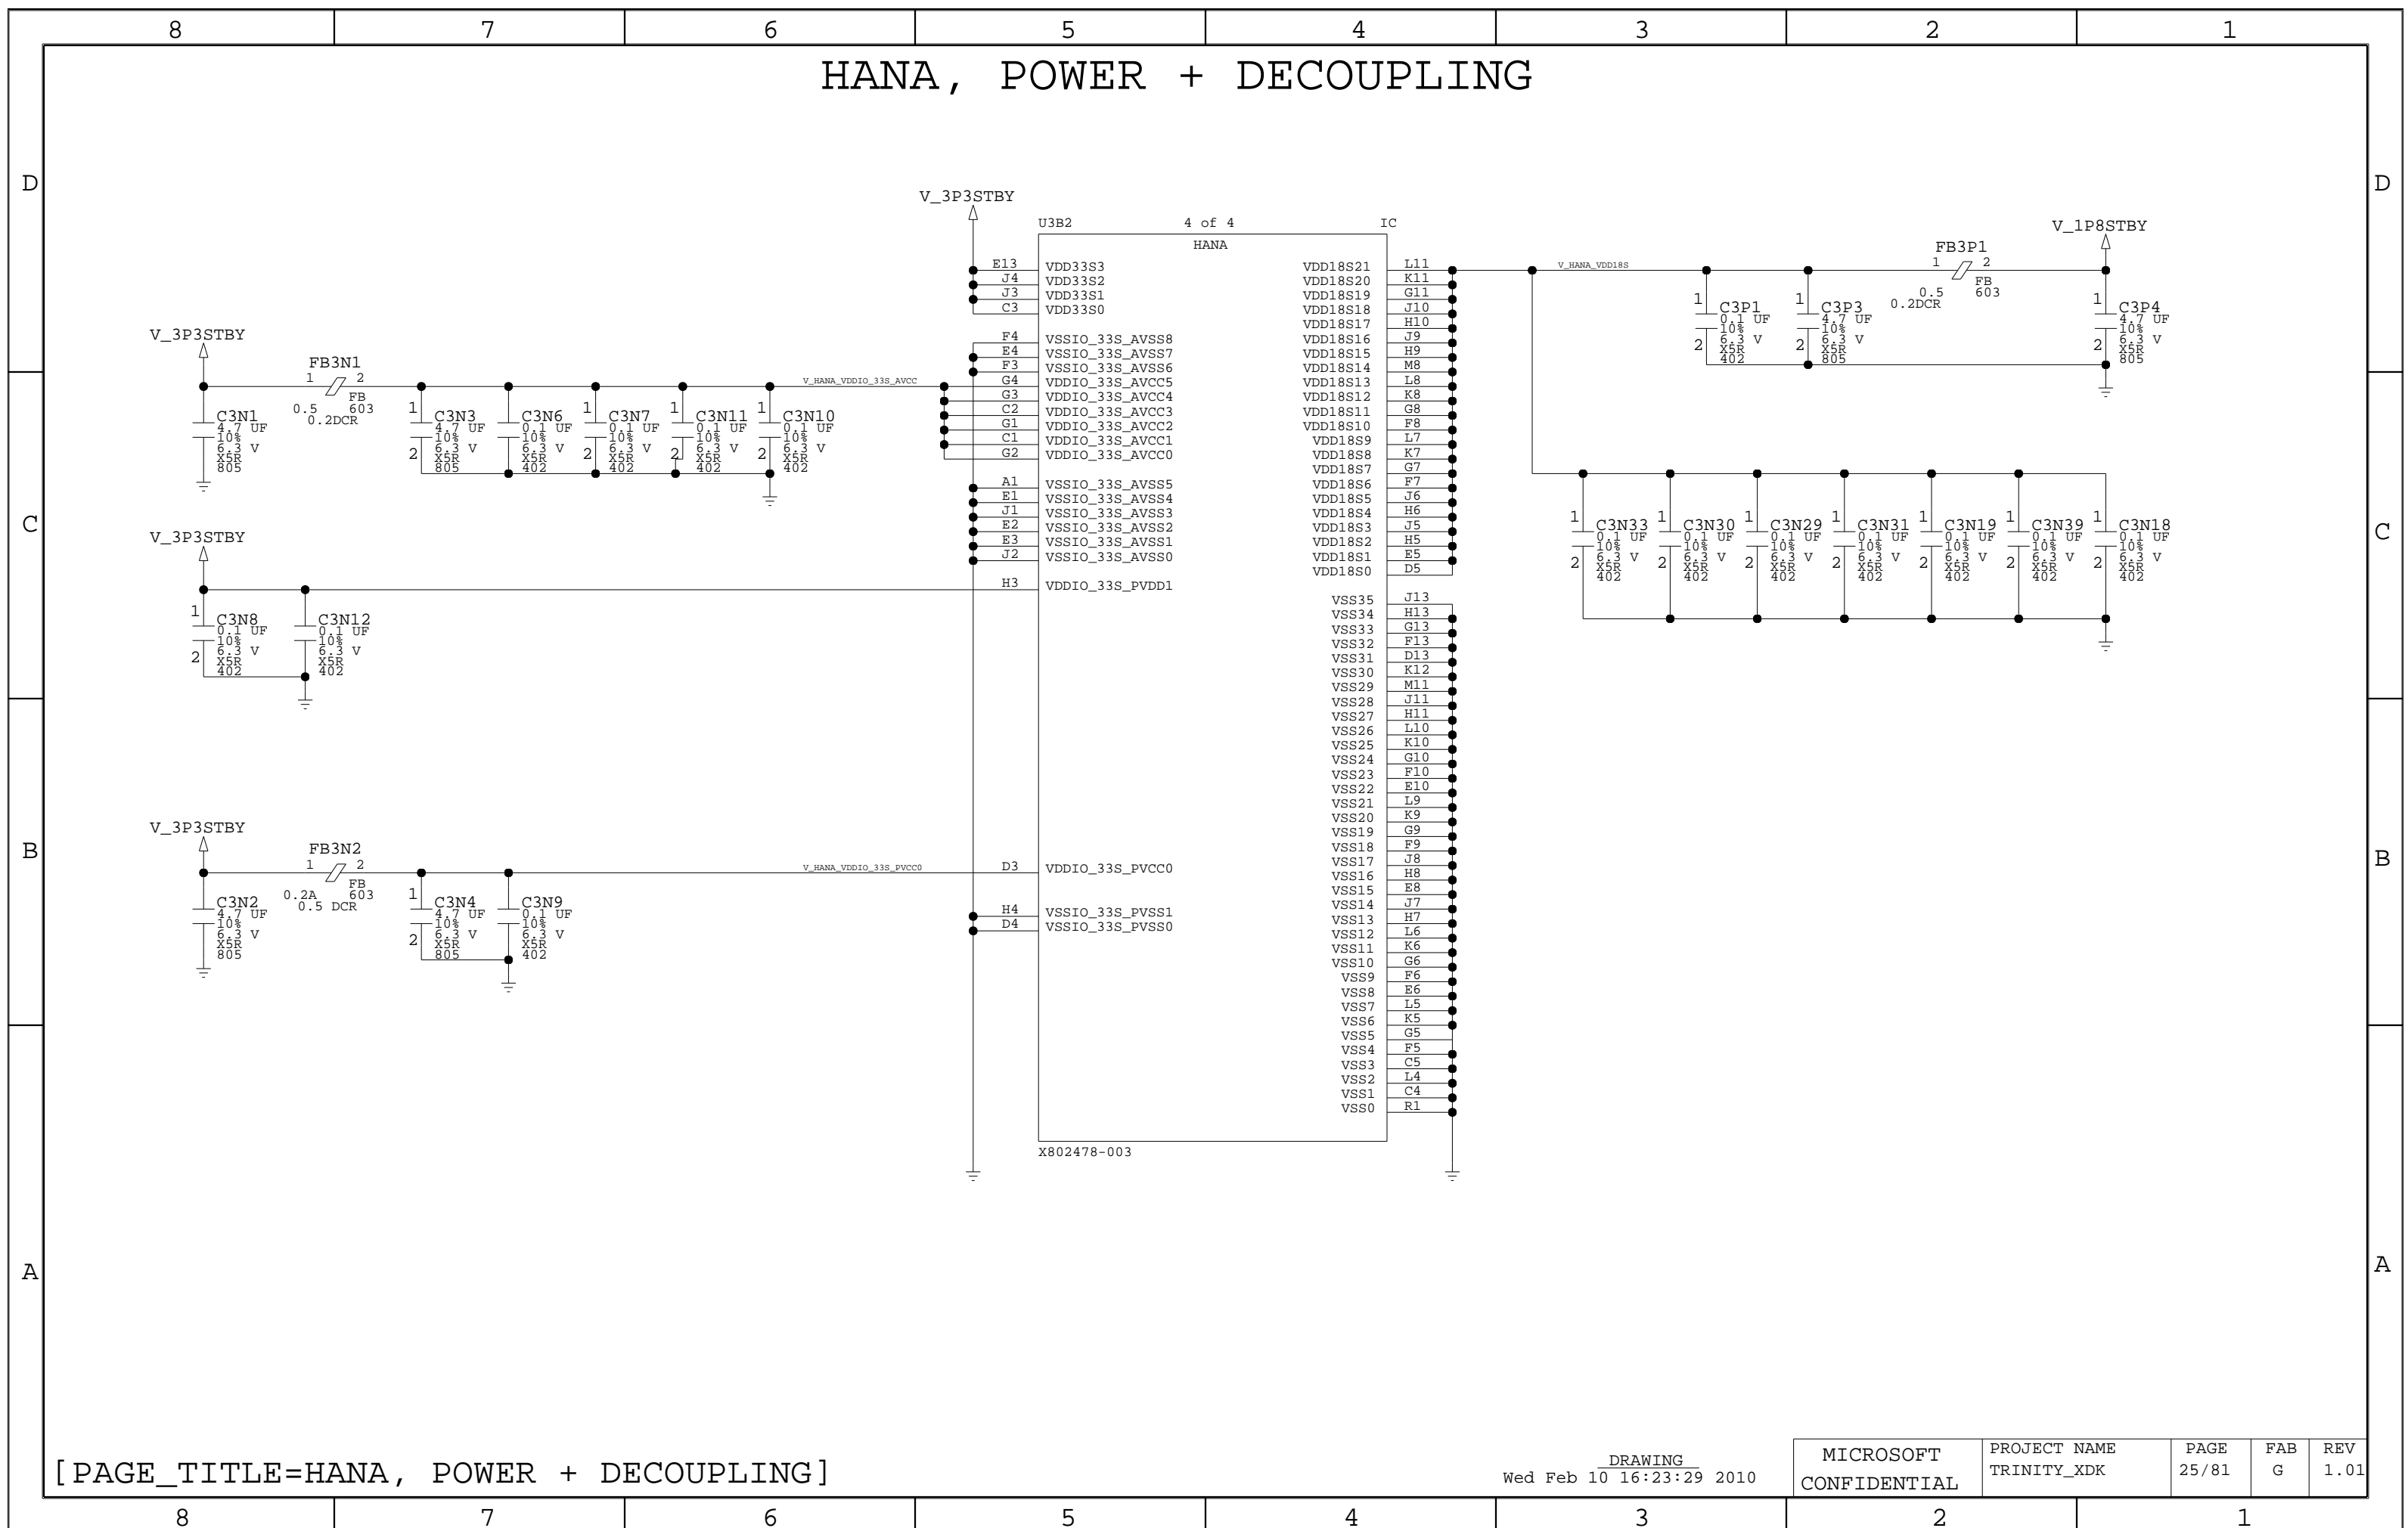 8 7 6 5 4 3 2 1
HANA, POWER + DECOUPLING
D
D
V_3P3STBY
U3B2 4 of 4 IC
HANA
E13 VDD33S3
J4 VDD33S2
J3 VDD33S1
C3 VDD33S0
F4 VSSIO_33S_AVSS8
E4 VSSIO_33S_AVSS7
F3 VSSIO_33S_AVSS6
G4 VDDIO_33S_AVCC5
G3 VDDIO_33S_AVCC4
C2 VDDIO_33S_AVCC3
G1 VDDIO_33S_AVCC2
C1 VDDIO_33S_AVCC1
G2 VDDIO_33S_AVCC0
A1 VSSIO_33S_AVSS5
E1 VSSIO_33S_AVSS4
J1 VSSIO_33S_AVSS3
E2 VSSIO_33S_AVSS2
E3 VSSIO_33S_AVSS1
J2 VSSIO_33S_AVSS0
H3 VDDIO_33S_PVDD1
D3 VDDIO_33S_PVCC0
H4 VSSIO_33S_PVSS1
D4 VSSIO_33S_PVSS0
VDD18S21 L11
VDD18S20 K11
VDD18S19 G11
VDD18S18 J10
VDD18S17 H10
VDD18S16 J9
VDD18S15 H9
VDD18S14 M8
VDD18S13 L8
VDD18S12 K8
VDD18S11 G8
VDD18S10 F8
VDD18S9 L7
VDD18S8 K7
VDD18S7 G7
VDD18S6 F7
VDD18S5 J6
VDD18S4 H6
VDD18S3 J5
VDD18S2 H5
VDD18S1 E5
VDD18S0 D5
VSS35 J13
VSS34 H13
VSS33 G13
VSS32 F13
VSS31 D13
VSS30 K12
VSS29 M11
VSS28 J11
VSS27 H11
VSS26 L10
VSS25 K10
VSS24 G10
VSS23 F10
VSS22 E10
VSS21 L9
VSS20 K9
VSS19 G9
VSS18 F9
VSS17 J8
VSS16 H8
VSS15 E8
VSS14 J7
VSS13 H7
VSS12 L6
VSS11 K6
VSS10 G6
VSS9 F6
VSS8 E6
VSS7 L5
VSS6 K5
VSS5 G5
VSS4 F5
VSS3 C5
VSS2 L4
VSS1 C4
VSS0 R1
X802478-003
V_3P3STBY
FB3N1
1 2
FB
0.5 603
0.2DCR
V_HANA_VDDIO_33S_AVCC
C3N1
4.7 UF
10%
6.3 V
X5R
805
1
2
C3N3
4.7 UF
10%
6.3 V
X5R
805
C3N6
0.1 UF
10%
6.3 V
X5R
402
1
2
C3N7
0.1 UF
10%
6.3 V
X5R
402
1
2
C3N11
0.1 UF
10%
6.3 V
X5R
402
1
2
C3N10
0.1 UF
10%
6.3 V
X5R
402
C
C
V_3P3STBY
1
2
C3N8
0.1 UF
10%
6.3 V
X5R
402
C3N12
0.1 UF
10%
6.3 V
X5R
402
V_3P3STBY
FB3N2
1 2
FB
0.2A 603
0.5 DCR
V_HANA_VDDIO_33S_PVCC0
C3N2
4.7 UF
10%
6.3 V
X5R
805
1
2
C3N4
4.7 UF
10%
6.3 V
X5R
805
C3N9
0.1 UF
10%
6.3 V
X5R
402
B
B
V_1P8STBY
V_HANA_VDD18S
FB3P1
1 2
FB
0.5 603
0.2DCR
1
2
C3P1
0.1 UF
10%
6.3 V
X5R
402
1
2
C3P3
4.7 UF
10%
6.3 V
X5R
805
1
2
C3P4
4.7 UF
10%
6.3 V
X5R
805
1
2
C3N33
0.1 UF
10%
6.3 V
X5R
402
1
2
C3N30
0.1 UF
10%
6.3 V
X5R
402
1
2
C3N29
0.1 UF
10%
6.3 V
X5R
402
1
2
C3N31
0.1 UF
10%
6.3 V
X5R
402
1
2
C3N19
0.1 UF
10%
6.3 V
X5R
402
1
2
C3N39
0.1 UF
10%
6.3 V
X5R
402
1
2
C3N18
0.1 UF
10%
6.3 V
X5R
402
A
A
[PAGE_TITLE=HANA, POWER + DECOUPLING]
DRAWING
Wed Feb 10 16:23:29 2010
MICROSOFT
CONFIDENTIAL
PROJECT NAME
TRINITY_XDK
PAGE
25/81
FAB
G
REV
1.01
8 7 6 5 4 3 2 1